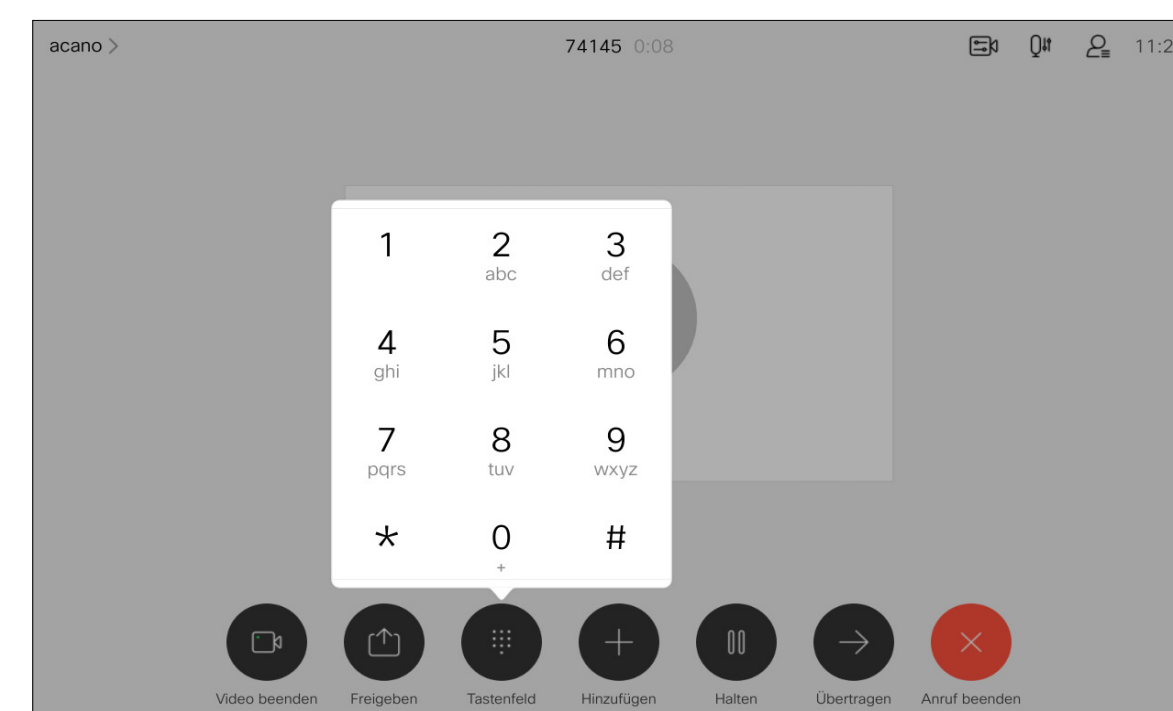 acano > 74145 0:08 11:2
1 2 3
abc def
4 5 6
ghi jkl mno
7 8 9
pqrs tuv wxyz
* 0 #
+
Video beenden Freigeben Tastenfeld Hinzufügen Halten Übertragen Anruf beenden